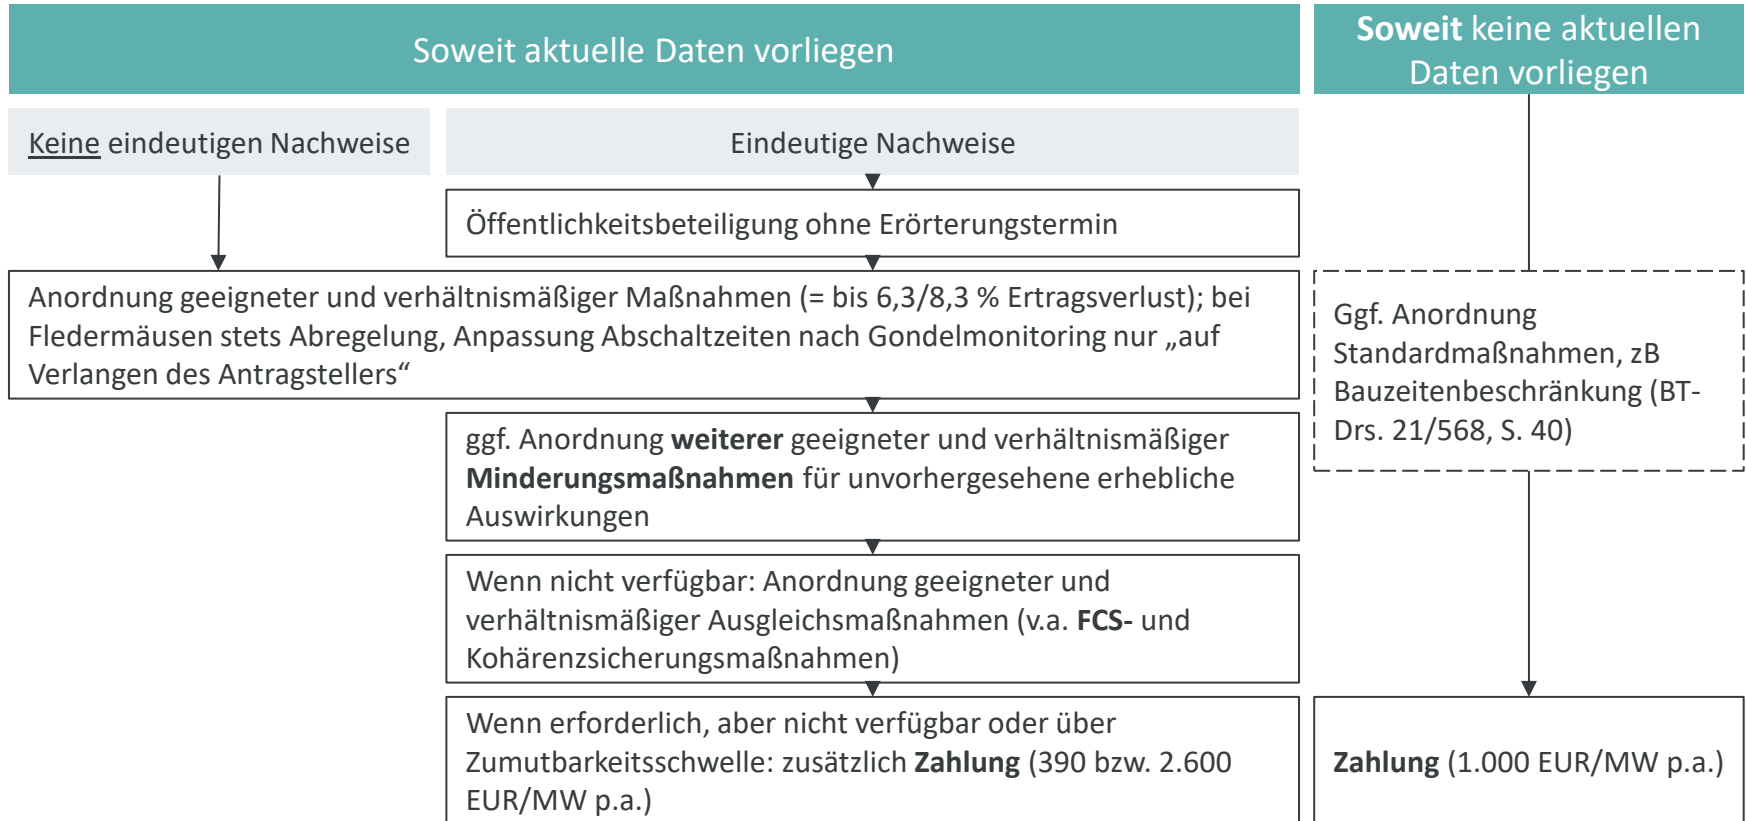 Soweit aktuelle Daten vorliegen
Soweit keine aktuellen
Daten vorliegen
Keine eindeutigen Nachweise
Eindeutige Nachweise
Öffentlichkeitsbeteiligung ohne Erörterungstermin
Anordnung geeigneter und verhältnismäßiger Maßnahmen (= bis 6,3/8,3 % Ertragsverlust); bei
Fledermäusen stets Abregelung, Anpassung Abschaltzeiten nach Gondelmonitoring nur „auf
Verlangen des Antragstellers“
ggf. Anordnung weiterer geeigneter und verhältnismäßiger
Minderungsmaßnahmen für unvorhergesehene erhebliche
Auswirkungen
Wenn nicht verfügbar: Anordnung geeigneter und
verhältnismäßiger Ausgleichsmaßnahmen (v.a. FCS- und
Kohärenzsicherungsmaßnahmen)
Wenn erforderlich, aber nicht verfügbar oder über
Zumutbarkeitsschwelle: zusätzlich Zahlung (390 bzw. 2.600
EUR/MW p.a.)
Ggf. Anordnung
Standardmaßnahmen, zB
Bauzeitenbeschränkung (BT-
Drs. 21/568, S. 40)
Zahlung (1.000 EUR/MW p.a.)